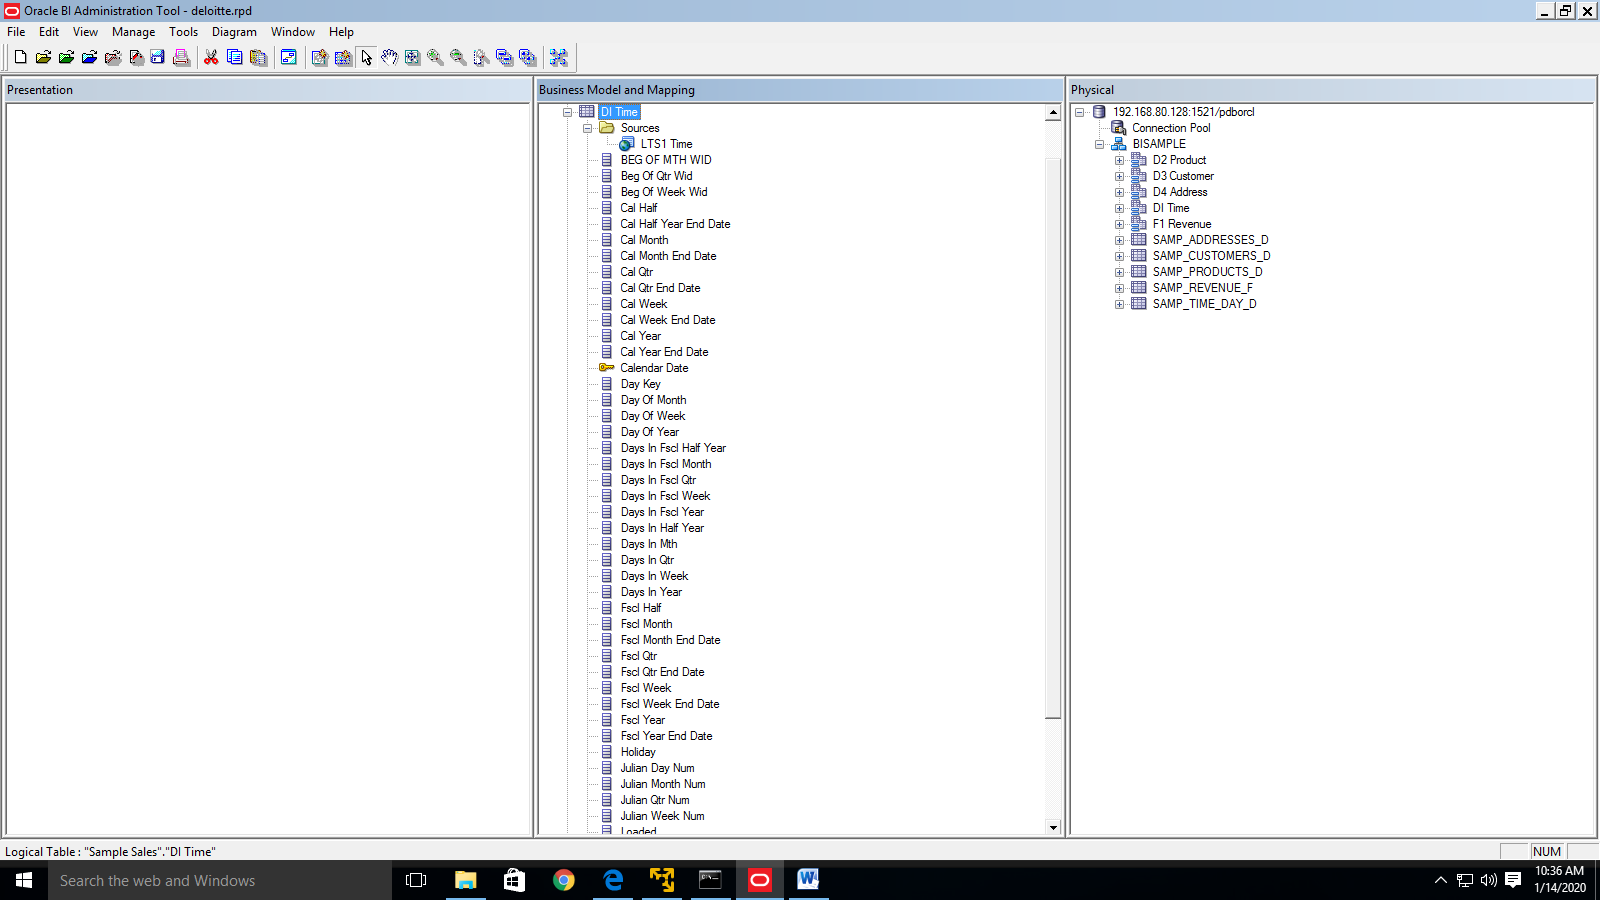 Oracle BI Administration Tool - deloitte.rpd
File Edit View Manage Tools Diagram Window Help
Presentation
Business Model and Mapping
DI Time
Sources
LTS1 Time
BEG OF MTH WID
Beg Of Qtr Wid
Beg Of Week Wid
Cal Half
Cal Half Year End Date
Cal Month
Cal Month End Date
Cal Qtr
Cal Qtr End Date
Cal Week
Cal Week End Date
Cal Year
Cal Year End Date
Calendar Date
Day Key
Day Of Month
Day Of Week
Day Of Year
Days In Fscl Half Year
Days In Fscl Month
Days In Fscl Qtr
Days In Fscl Week
Days In Fscl Year
Days In Half Year
Days In Mth
Days In Qtr
Days In Week
Days In Year
Fscl Half
Fscl Month
Fscl Month End Date
Fscl Qtr
Fscl Qtr End Date
Fscl Week
Fscl Week End Date
Fscl Year
Fscl Year End Date
Holiday
Julian Day Num
Julian Month Num
Julian Qtr Num
Julian Week Num
Loaded
Physical
192.168.80.128:1521/pdborcl
Connection Pool
BISAMPLE
D2 Product
D3 Customer
D4 Address
DI Time
F1 Revenue
SAMP_ADDRESSES_D
SAMP_CUSTOMERS_D
SAMP_PRODUCTS_D
SAMP_REVENUE_F
SAMP_TIME_DAY_D
Logical Table : "Sample Sales"."DI Time"
NUM
Search the web and Windows
10:36 AM
1/14/2020